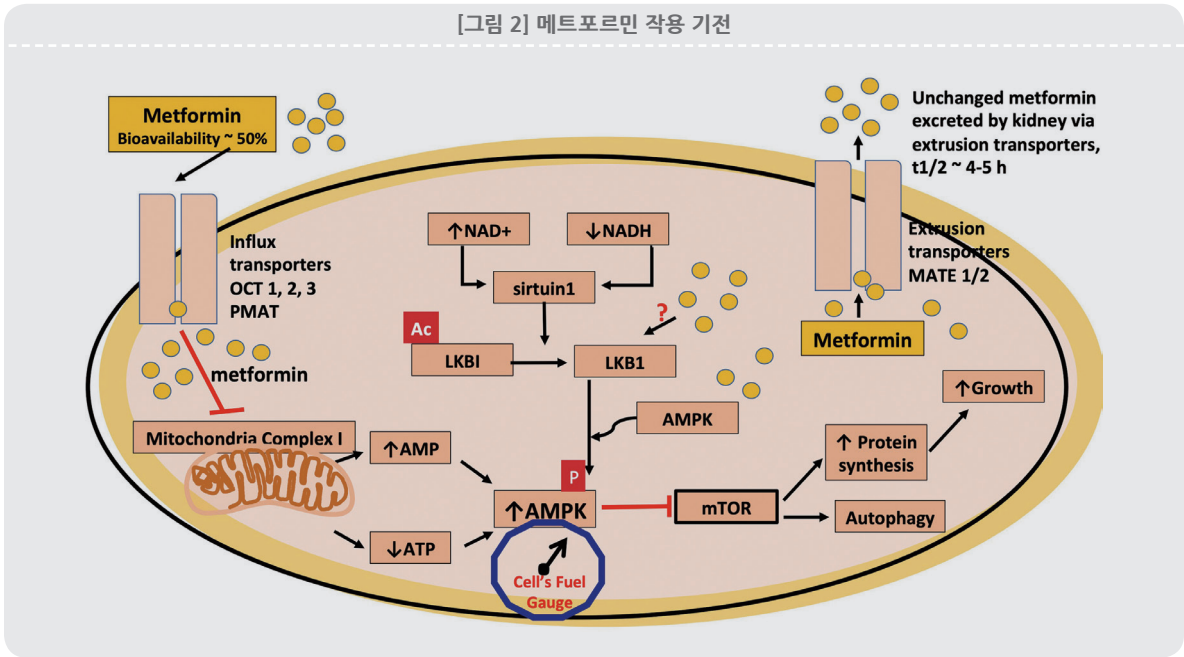 [그림 2] 메트포르민 작용 기전
Metformin
Bioavailability ~ 50%
Unchanged metformin
excreted by kidney via
extrusion transporters,
t1/2 ~ 4-5 h
Influx
transporters
OCT 1, 2, 3
PMAT
↑NAD+
↓NADH
sirtuin1
Extrusion
transporters
MATE 1/2
?
Ac
LKBI
LKB1
Metformin
metformin
↑Growth
AMPK
Mitochondria Complex I
↑AMP
↑ Protein
synthesis
P
↑AMPK
mTOR
Autophagy
↓ATP
Cell's Fuel
Gauge